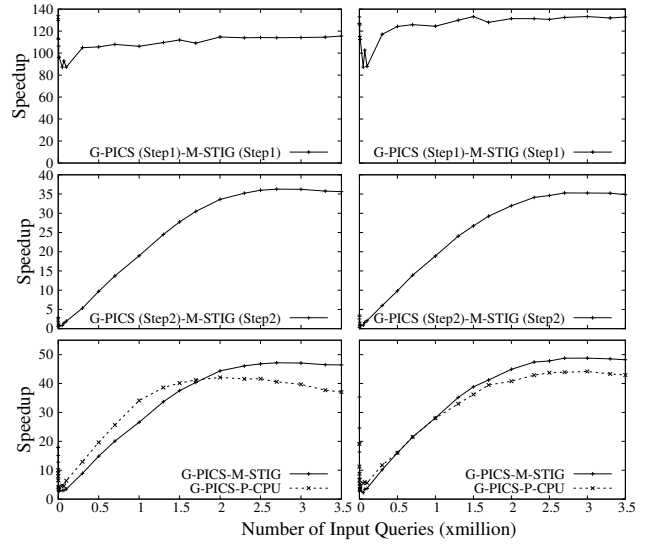 140
120
100
80
60
40
20
0
Speedup
G-PICS (Step1)-M-STIG (Step1)
G-PICS (Step1)-M-STIG (Step1)
40
35
30
25
20
15
10
5
0
Speedup
G-PICS (Step2)-M-STIG (Step2)
G-PICS (Step2)-M-STIG (Step2)
50
40
30
20
10
0
Speedup
G-PICS-M-STIG
G-PICS-P-CPU
G-PICS-M-STIG
G-PICS-P-CPU
0 0.5 1 1.5 2 2.5 3 3.5
0 0.5 1 1.5 2 2.5 3 3.5
Number of Input Queries (xmillion)